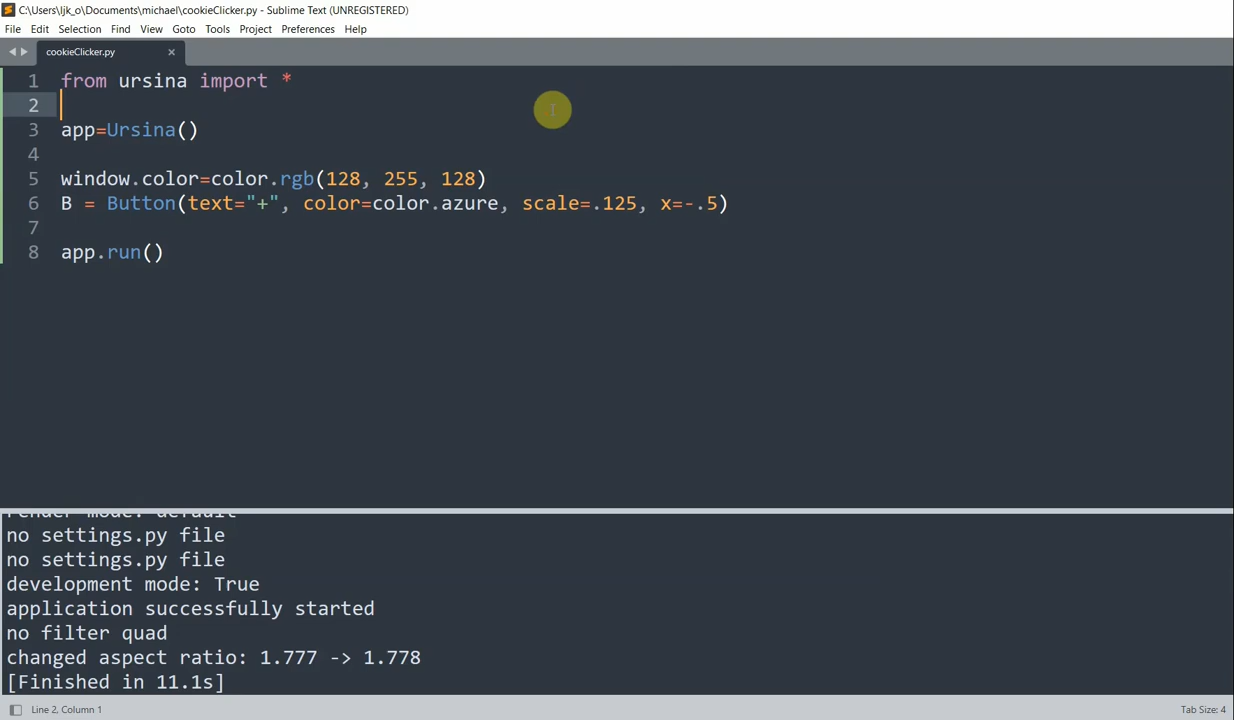 C:\Users\ljk_o\Documents\michael\cookieClicker.py - Sublime Text (UNREGISTERED)
File Edit Selection Find View Goto Tools Project Preferences Help
cookieClicker.py ×
1 from ursina import *
2
3 app=Ursina()
4
5 window.color=color.rgb(128, 255, 128)
6 B = Button(text="+", color=color.azure, scale=.125, x=-.5)
7
8 app.run()
render mode: default
no settings.py file
no settings.py file
development mode: True
application successfully started
no filter quad
changed aspect ratio: 1.777 -> 1.778
[Finished in 11.1s]
Line 2, Column 1 Tab Size: 4